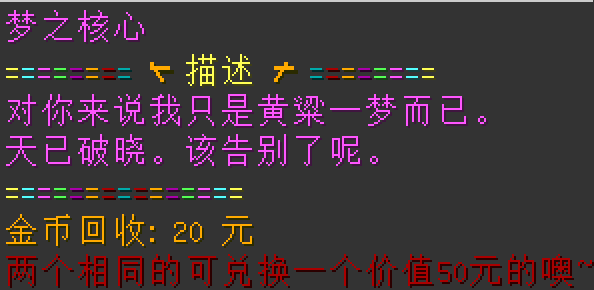 梦之核心
======== ↸ 描述 ↗ ========
对你来说我只是黄粱一梦而已。
天已破晓。该告别了呢。
===============
金币回收: 20 元
两个相同的可兑换一个价值50元的噢~